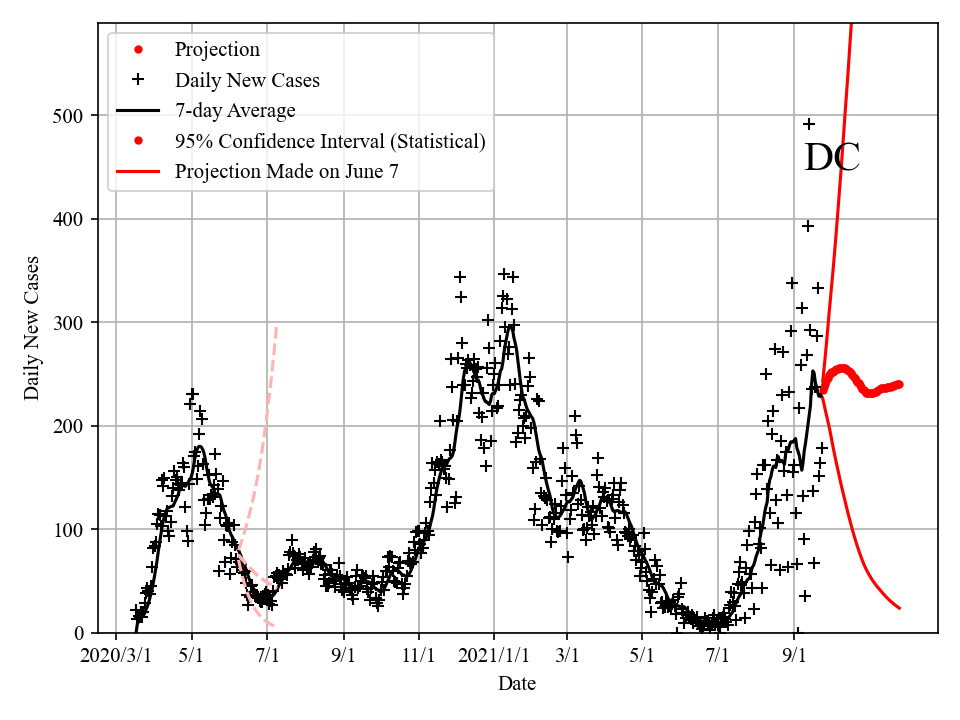 Projection
Daily New Cases
7-day Average
95% Confidence Interval (Statistical)
Projection Made on June 7
DC
500
400
300
200
100
0
Daily New Cases
2020/3/1 5/1 7/1 9/1 11/1 2021/1/1 3/1 5/1 7/1 9/1
Date